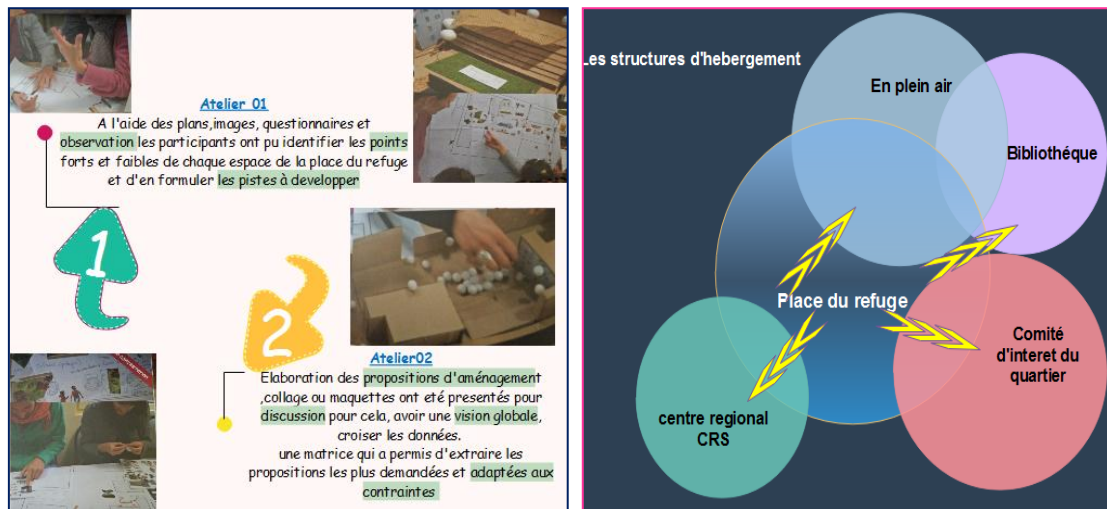 Atelier 01
A l'aide des plans,images, questionnaires et
observation les participants ont pu identifier les points
forts et faibles de chaque espace de la place du refuge
et d'en formuler les pistes à developper
1
2
Atelier02
Elaboration des propositions d'aménagement
,collage ou maquettes ont eté presentés pour
discussion pour cela, avoir une vision globale,
croiser les données.
une matrice qui a permis d'extraire les
propositions les plus demandées et adaptées aux
contraintes
Les structures d'hebergement
En plein air
Bibliothéque
Place du refuge
Comité
d'interet du
quartier
centre regional
CRS